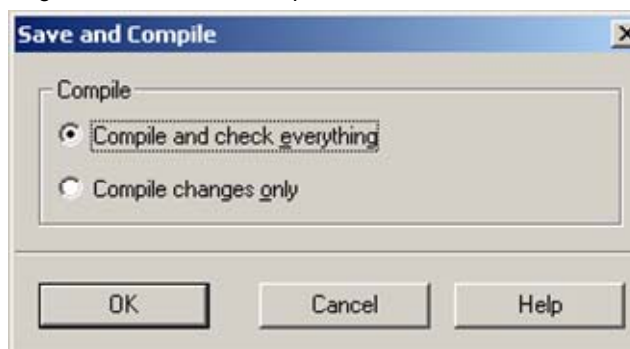 Save and Compile
Compile
Compile and check everything
Compile changes only
OK Cancel Help